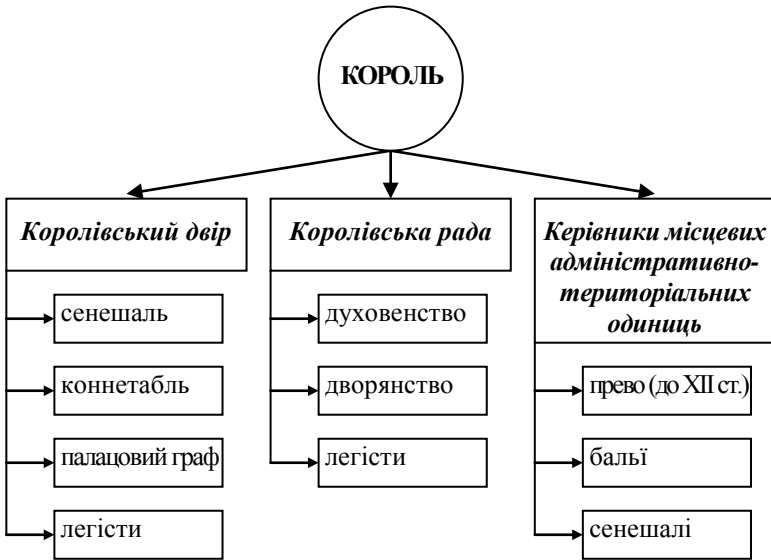 КОРОЛЬ
Королівський двір
сенешаль
коннетабль
палацовий граф
легісти
Королівська рада
духовенство
дворянство
легісти
Керівники місцевих
адміністративно-
територіальних
одиниць
прево (до XII ст.)
бальї
сенешалі